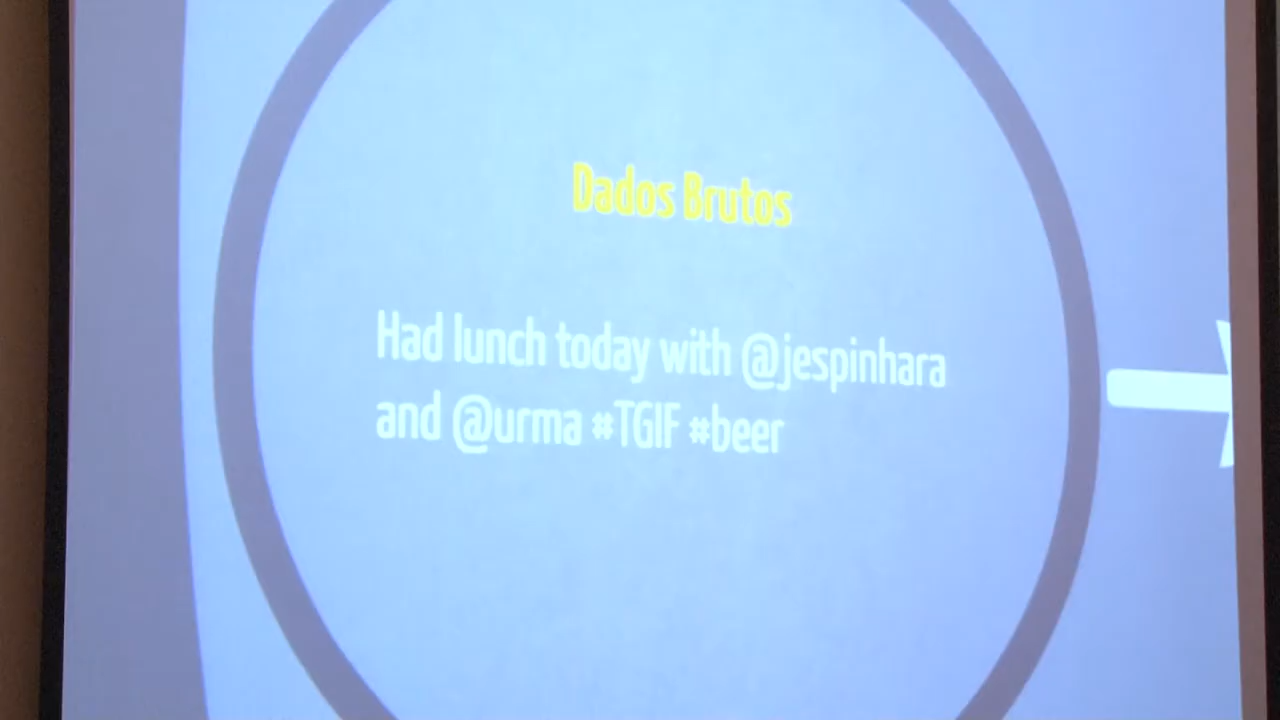 Dados Brutos
Had lunch today with @jespinhara
and @urma #TGIF #beer